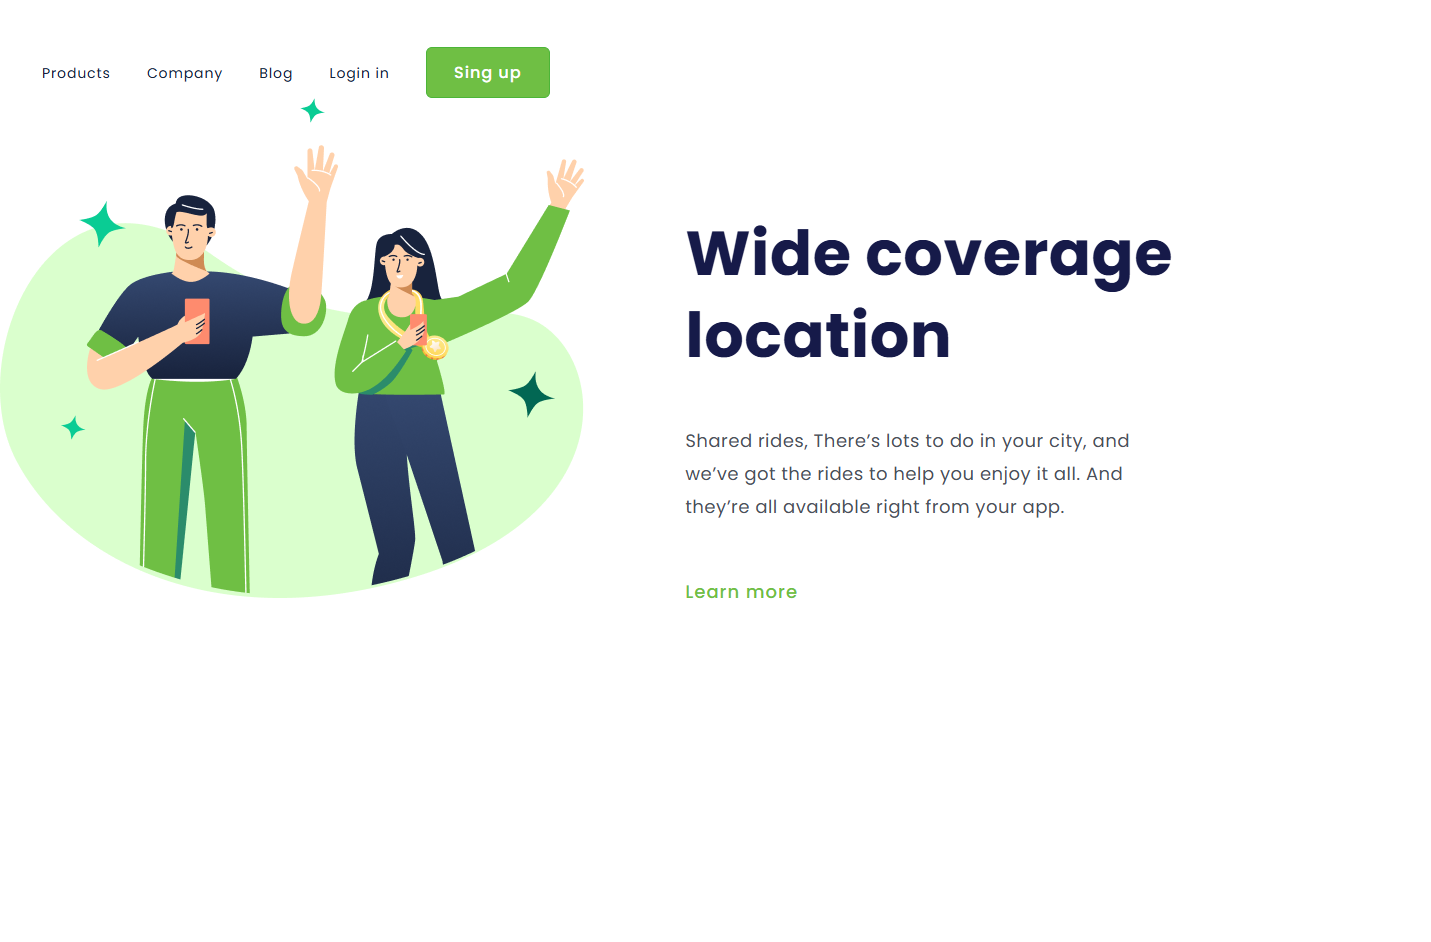 Products Company Blog Login in Sing up
Wide coverage
location
Shared rides, There’s lots to do in your city, and
we’ve got the rides to help you enjoy it all. And
they’re all available right from your app.
Learn more